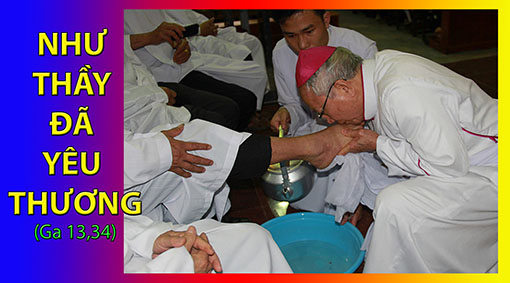 NHƯ
THẦY
ĐÃ
YÊU
THƯƠNG
(Ga 13,34)